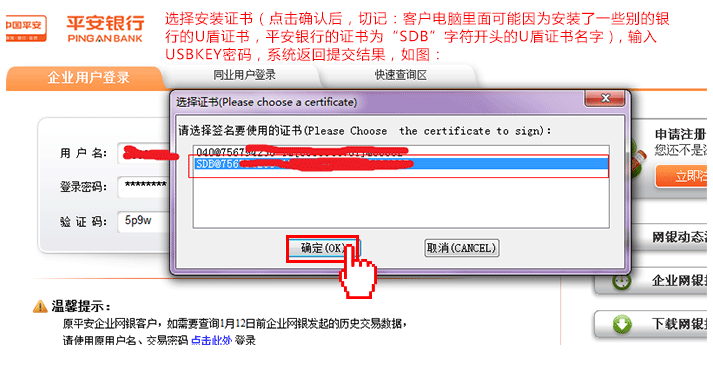 中国平安
平安银行
PING AN BANK
选择安装证书（点击确认后，切记：客户电脑里面可能因为安装了一些别的银
行的U盾证书，平安银行的证书为“SDB”字符开头的U盾证书名字），输入
USBKEY密码，系统返回提交结果，如图：
企业用户登录
同业用户登录
快速查询区
选择证书(Please choose a certificate)
请选择签名要使用的证书(Please Choose the certificate to sign):
SDB@756
确定(OK)
取消(CANCEL)
用 户 名:
登录密码: ********
验 证 码: 5p9w
申请注册
您还不是
立即注
网银动态
企业网银
下载网银
温馨提示:
原平安企业网银客户，如需要查询1月12日前企业网银发起的历史交易数据，
请使用原用户名、交易密码 点击此处 登录